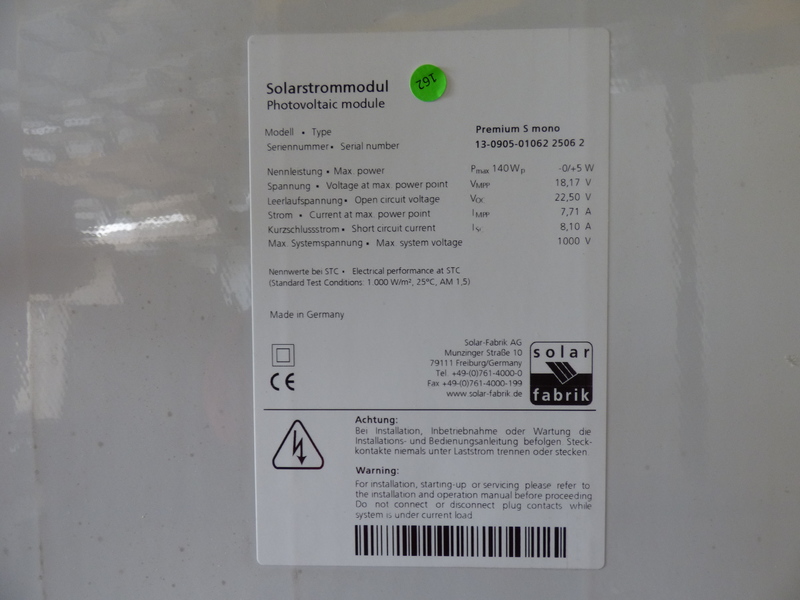 Solarstrommodul
162
Photovoltaic module
Modell • Type Premium S mono
Seriennummer • Serial number 13-0905-01062 2506 2
Nennleistung • Max. power Pmax 140Wp -0/+5 W
Spannung • Voltage at max. power point VMPP 18,17 V
Leerlaufspannung • Open circuit voltage VOC 22,50 V
Strom • Current at max. power point IMPP 7,71 A
Kurzschlussstrom • Short circuit current ISC 8,10 A
Max. Systemspannung • Max. system voltage 1000 V
Nennwerte bei STC • Electrical performance at STC
(Standard Test Conditions 1.000 W/m², 25°C, AM 1,5)
Made in Germany
Solar-Fabrik AG
Munzinger Straße 10
79111 Freiburg/Germany
Tel. +49-(0)761-4000-0
Fax +49-(0)761-4000-199
www.solar-fabrik.de
solar
fabrik
CE
Achtung:
Bei Installation, Inbetriebnahme oder Wartung die
Installations- und Bedienungsanleitung befolgen. Steck-
kontakte niemals unter Laststrom trennen oder stecken.
Warning:
For installation, starting-up or servicing please refer to
the installation and operation manual before proceeding.
Do not connect or disconnect plug contacts while
system is under current load.